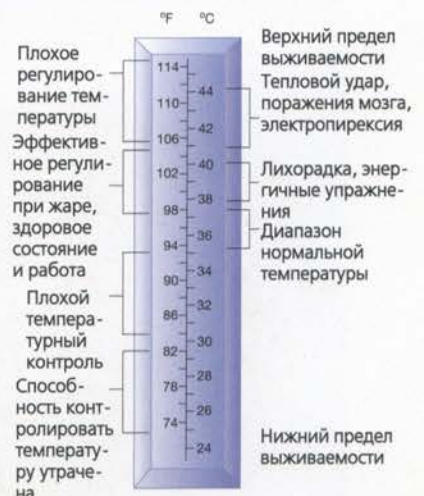 °F °C
Плохое
регулиро-
вание тем-
пературы
Эффектив-
ное регули-
рование
при жаре,
здоровое
состояние
и работа
Плохой
темпера-
турный
контроль
Способ-
ность конт-
ролировать
температу-
ру утраче-
на
114
110
106
102
98
94
90
86
82
78
74
44
42
40
38
36
34
32
30
28
26
24
Верхний предел
выживаемости
Тепловой удар,
поражения мозга,
электропирексия
Лихорадка, энер-
гичные упражне-
ния
Диапазон
нормальной
температуры
Нижний предел
выживаемости